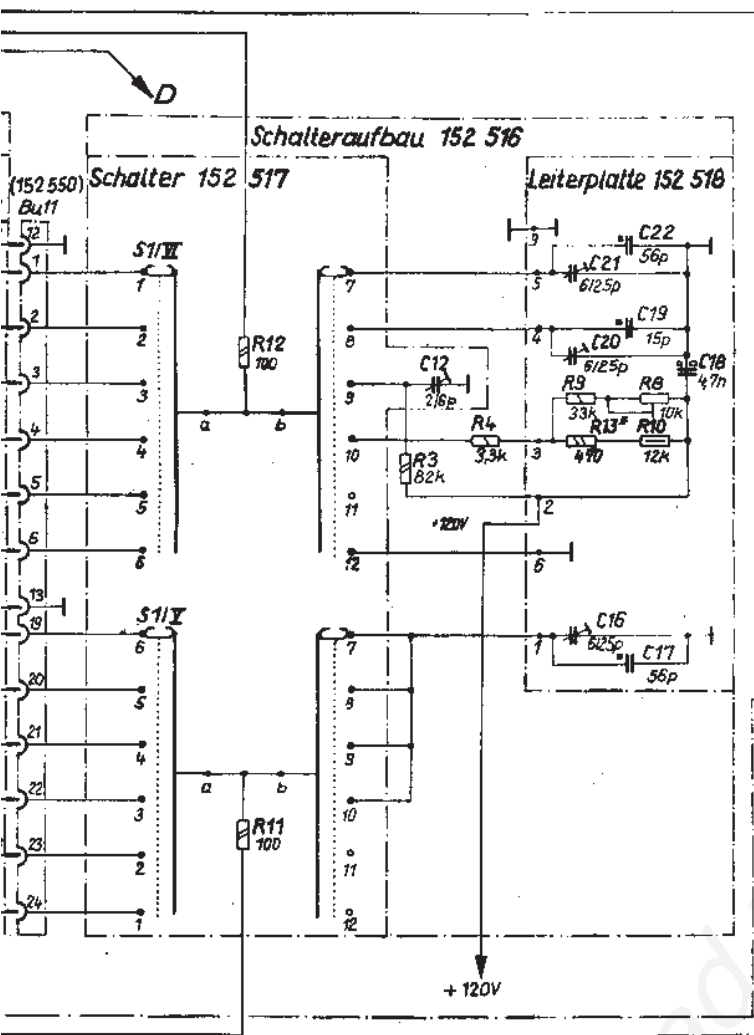 D
Schalteraufbau 152 516
(152 550)
Bu11
Schalter 152 517
Leiterplatte 152 518
12
1
2
3
4
5
6
13
19
20
21
22
23
24
S1/VI
1
2
3
4
5
6
a
b
R12
100
7
8
9
10
11
12
C12
2/6p
R3
82k
R4
3,3k
9
5
4
3
2
6
1
C22
56p
C21
6/25p
C19
15p
C20
6/25p
C18
47n
R9
33k
R8
10k
R13*
470
R10
12k
+120V
S1/V
6
5
4
3
2
1
a
b
R11
100
7
8
9
10
11
12
C16
6/25p
C17
56p
+120V